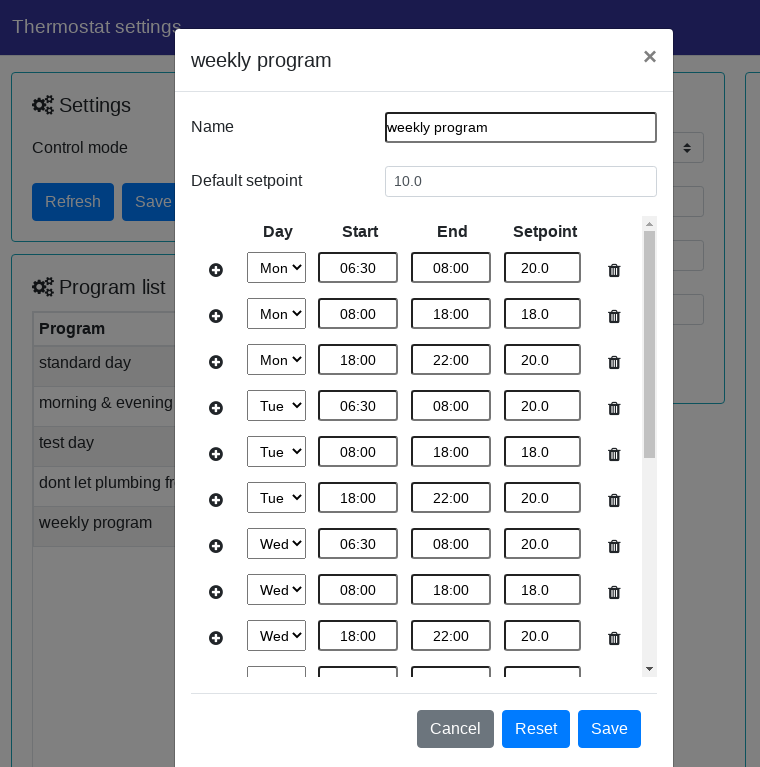 Thermostat settings
weekly program ×
Settings
Name weekly program
Control mode
Default setpoint 10.0
Refresh Save
Day Start End Setpoint
Mon 06:30 08:00 20.0
Program list
Mon 08:00 18:00 18.0
Program
Mon 18:00 22:00 20.0
standard day
morning & evening
Tue 06:30 08:00 20.0
test day
Tue 08:00 18:00 18.0
dont let plumbing fr
Tue 18:00 22:00 20.0
weekly program
Wed 06:30 08:00 20.0
Wed 08:00 18:00 18.0
Wed 18:00 22:00 20.0
Cancel Reset Save